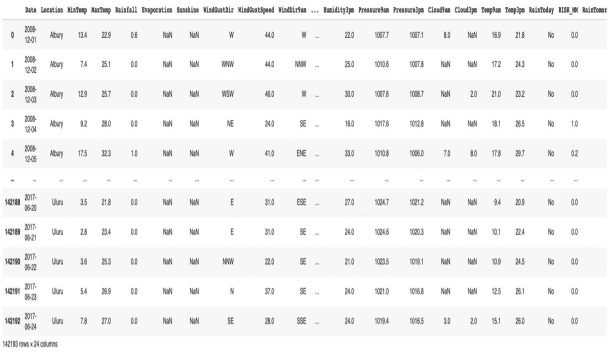 Date Location MinTemp MaxTemp Rainfall Evaporation Sunshine WindGustDir WindGustSpeed WindDir9am ... Humidity3pm Pressure9am Pressure3pm Cloud9am Cloud3pm Temp9am Temp3pm RainToday RISK_MM RainTomor
0 2008-12-01 Albury 13.4 22.9 0.6 NaN NaN W 44.0 W ... 22.0 1007.7 1007.1 8.0 NaN 16.9 21.8 No 0.0
1 2008-12-02 Albury 7.4 25.1 0.0 NaN NaN WNW 44.0 NNW ... 25.0 1010.6 1007.8 NaN NaN 17.2 24.3 No 0.0
2 2008-12-03 Albury 12.9 25.7 0.0 NaN NaN WSW 46.0 W ... 30.0 1007.6 1008.7 NaN 2.0 21.0 23.2 No 0.0
3 2008-12-04 Albury 9.2 28.0 0.0 NaN NaN NE 24.0 SE ... 16.0 1017.6 1012.8 NaN NaN 18.1 26.5 No 1.0
4 2008-12-05 Albury 17.5 32.3 1.0 NaN NaN W 41.0 ENE ... 33.0 1010.8 1006.0 7.0 8.0 17.8 29.7 No 0.2
... ... ... ... ... ... ... ... ... ... ... ... ... ... ... ... ... ... ... ... ...
142188 2017-06-20 Uluru 3.5 21.8 0.0 NaN NaN E 31.0 ESE ... 27.0 1024.7 1021.2 NaN NaN 9.4 20.9 No 0.0
142189 2017-06-21 Uluru 2.8 23.4 0.0 NaN NaN E 31.0 SE ... 24.0 1024.6 1020.3 NaN NaN 10.1 22.4 No 0.0
142190 2017-06-22 Uluru 3.6 25.3 0.0 NaN NaN NNW 22.0 SE ... 21.0 1023.5 1019.1 NaN NaN 10.9 24.5 No 0.0
142191 2017-06-23 Uluru 5.4 26.9 0.0 NaN NaN N 37.0 SE ... 24.0 1021.0 1016.8 NaN NaN 12.5 26.1 No 0.0
142192 2017-06-24 Uluru 7.8 27.0 0.0 NaN NaN SE 28.0 SSE ... 24.0 1019.4 1016.5 3.0 2.0 15.1 26.0 No 0.0
142193 rows × 24 columns